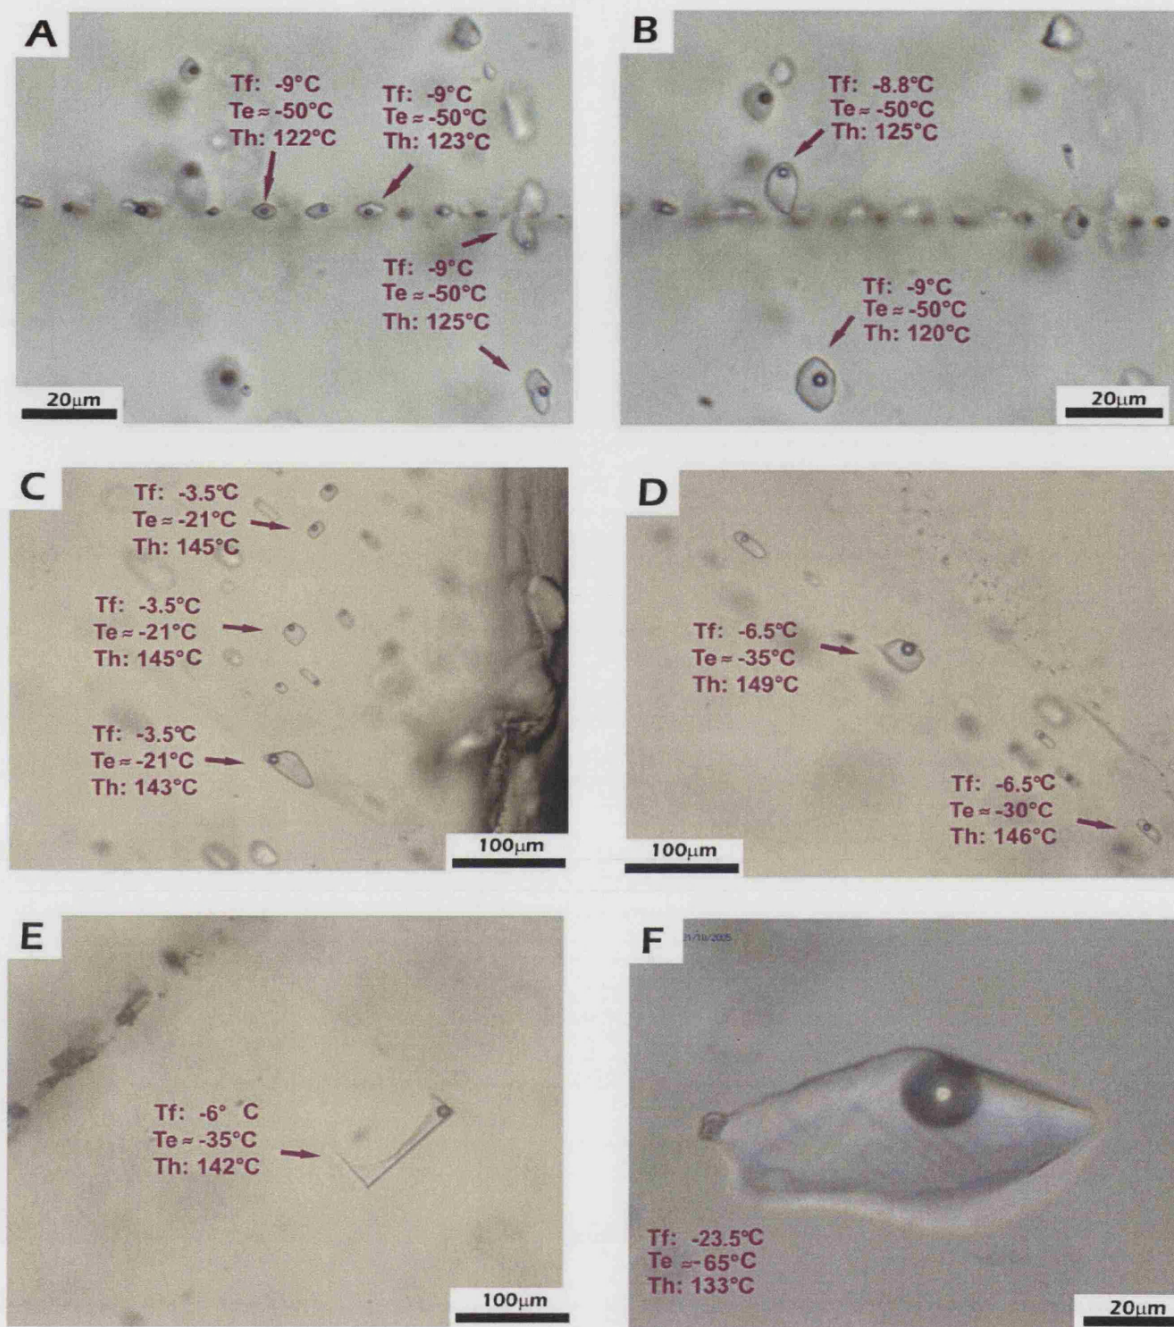 A
Tf: -9°C
Te ≈ -50°C
Th: 122°C
Tf: -9°C
Te ≈ -50°C
Th: 123°C
Tf: -9°C
Te ≈ -50°C
Th: 125°C
20μm
B
Tf: -8.8°C
Te ≈ -50°C
Th: 125°C
Tf: -9°C
Te ≈ -50°C
Th: 120°C
20μm
C
Tf: -3.5°C
Te ≈ -21°C
Th: 145°C
Tf: -3.5°C
Te ≈ -21°C
Th: 145°C
Tf: -3.5°C
Te ≈ -21°C
Th: 143°C
100μm
D
Tf: -6.5°C
Te ≈ -35°C
Th: 149°C
Tf: -6.5°C
Te ≈ -30°C
Th: 146°C
100μm
E
Tf: -6° C
Te ≈ -35°C
Th: 142°C
100μm
F
21/10/2005
Tf: -23.5°C
Te ≈ -65°C
Th: 133°C
20μm